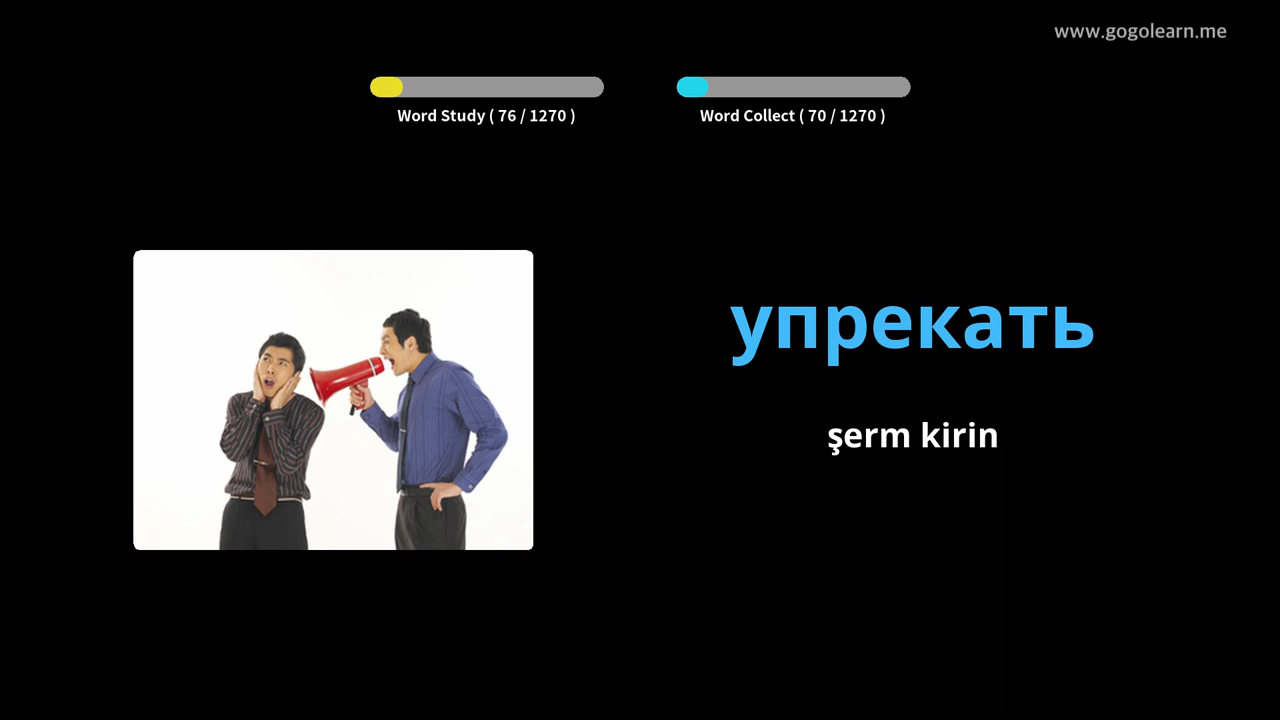 www.gogolearn.me
Word Study ( 76 / 1270 )
Word Collect ( 70 / 1270 )
упрекать
şerm kirin